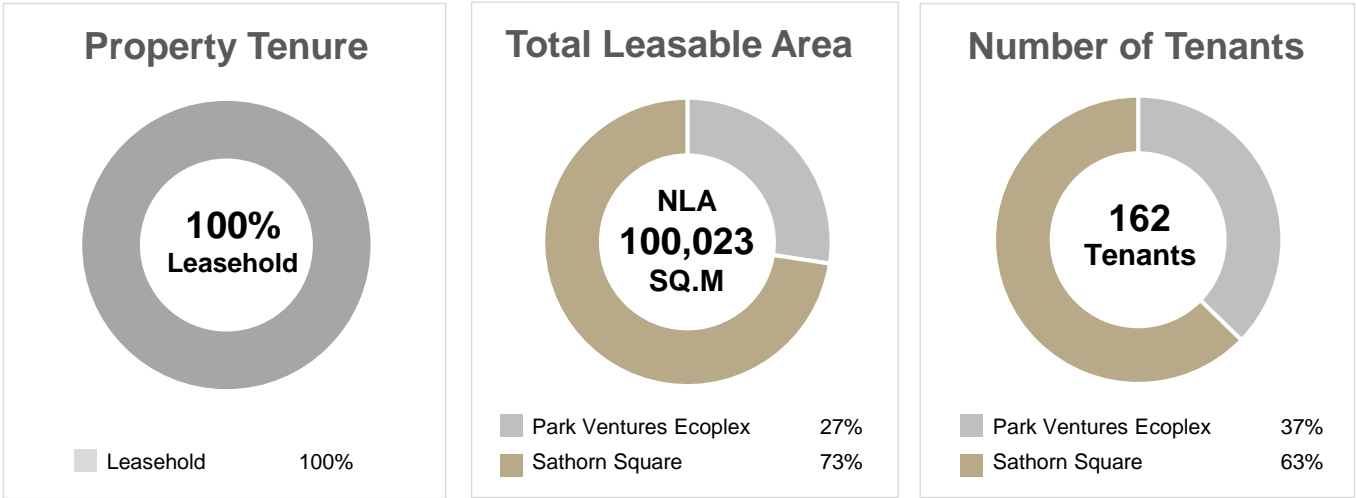 Property Tenure
100%
Leasehold
Leasehold 100%
Total Leasable Area
NLA
100,023
SQ.M
Park Ventures Ecoplex 27%
Sathorn Square 73%
Number of Tenants
162
Tenants
Park Ventures Ecoplex 37%
Sathorn Square 63%